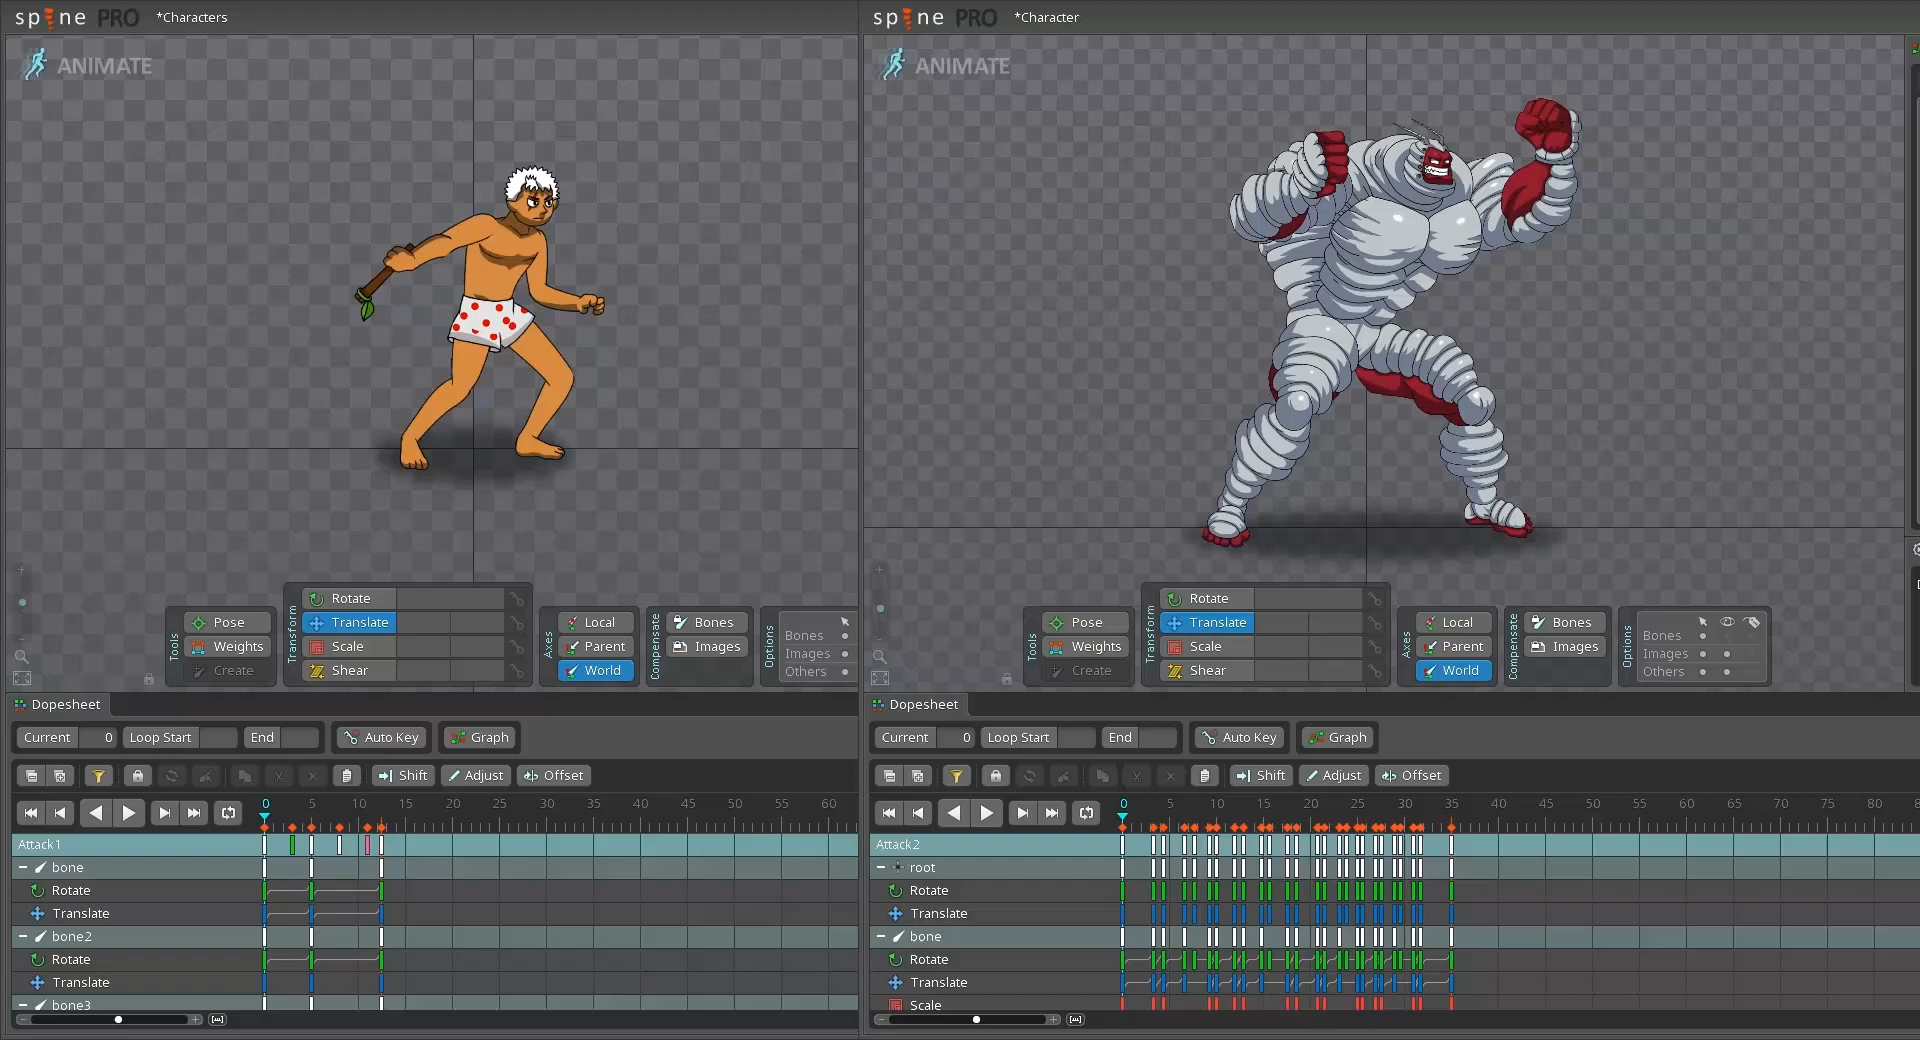 spine PRO *Characters
ANIMATE
Tools
Pose
Weights
Create
Transform
Rotate
Translate
Scale
Shear
Axes
Local
Parent
World
Compensate
Bones
Images
Options
Bones
Images
Others
Dopesheet
Current 0 Loop Start End Auto Key Graph
Shift Adjust Offset
0 5 10 15 20 25 30 35 40 45 50 55 60
Attack1
bone
Rotate
Translate
bone2
Rotate
Translate
bone3
spine PRO *Character
ANIMATE
Tools
Pose
Weights
Create
Transform
Rotate
Translate
Scale
Shear
Axes
Local
Parent
World
Compensate
Bones
Images
Options
Bones
Images
Others
Dopesheet
Current 0 Loop Start End Auto Key Graph
Shift Adjust Offset
0 5 10 15 20 25 30 35 40 45 50 55 60 65 70 75 80
Attack2
root
Rotate
Translate
bone
Rotate
Translate
Scale